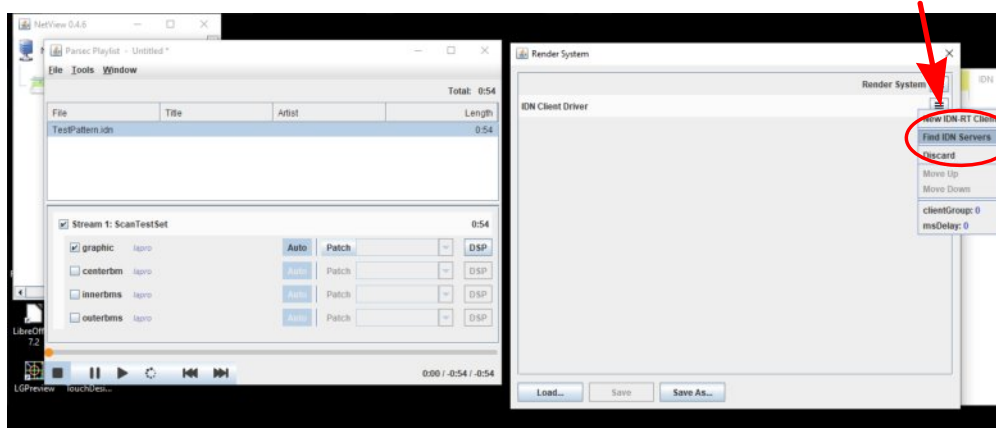 NetView 0.4.6
Parsec Playlist - Untitled *
File Tools Window
Total: 0:54
File Title Artist Length
TestPattern.idn 0:54
Stream 1: ScanTestSet 0:54
graphic lapro Auto Patch DSP
centerbm lapro Auto Patch DSP
innerbms lapro Auto Patch DSP
outerbms lapro Auto Patch DSP
0:00 / -0:54 / -0:54
LibreOff
7.2
LGPreview TouchDesi...
Render System
Render System
IDN Client Driver
New IDN-RT Client
Find IDN Servers
Discard
Move Up
Move Down
clientGroup: 0
msDelay: 0
Load... Save Save As...
IDN